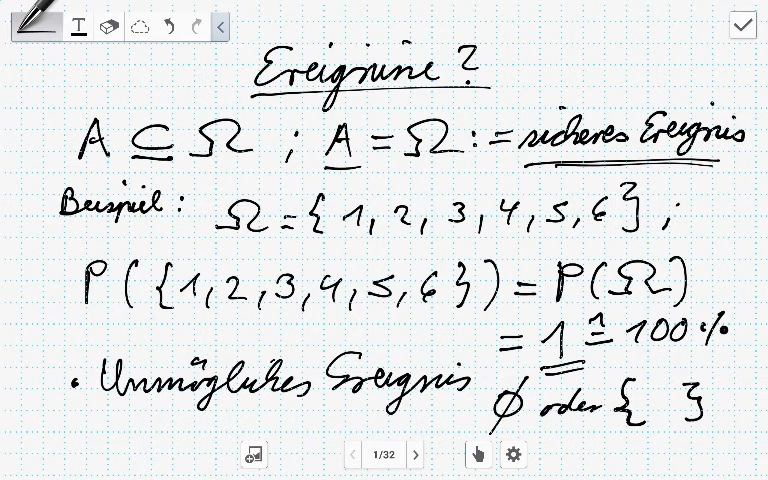 T
Ereignisse?
A ⊆ Ω ; A = Ω := sicheres Ereignis
Beispiel: Ω = { 1, 2, 3, 4, 5, 6 } ;
P ( { 1, 2, 3, 4, 5, 6 } ) = P(Ω)
= 1 ≙ 100 %
• Unmögliches Ereignis ∅ oder { }
1/32